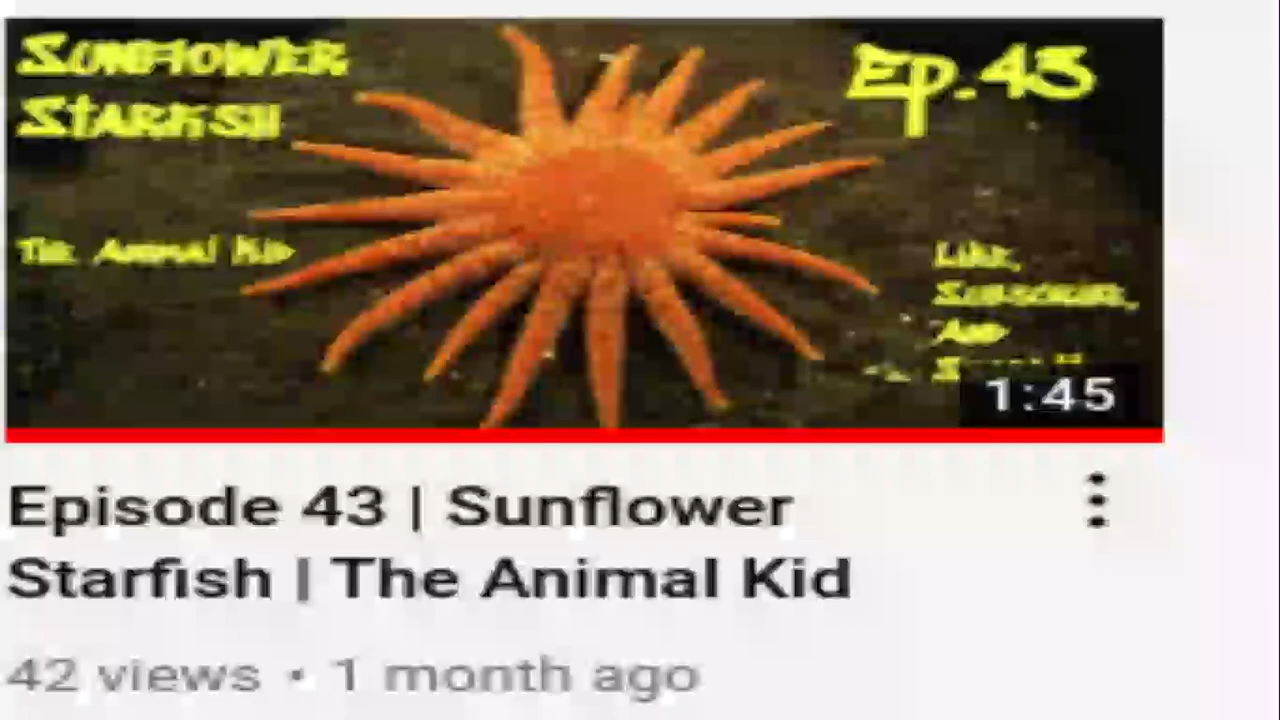 SUNFLOWER
STARFISH
EP.43
THE ANIMAL KID
LIKE,
SUBSCRIBE,
AND
1:45
Episode 43 | Sunflower
Starfish | The Animal Kid
42 views • 1 month ago